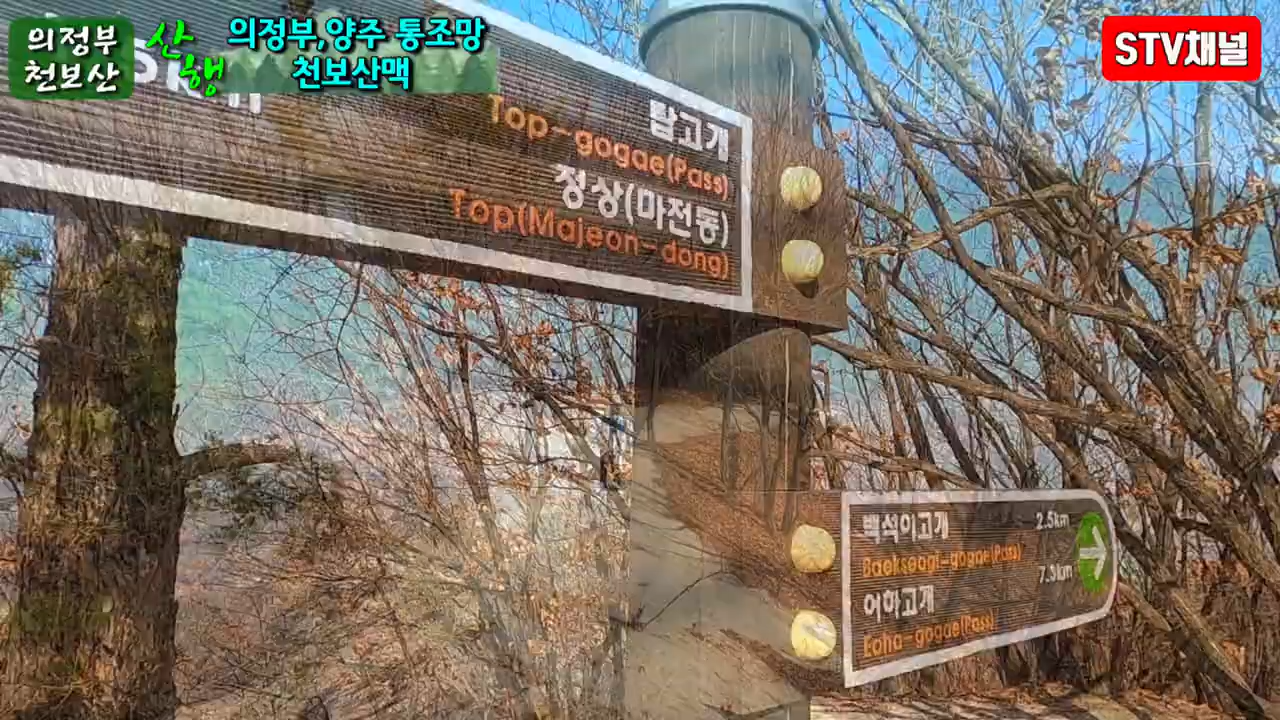 의정부
천보산
산행
의정부,양주 통조망
천보산맥
STV채널
탑고개
Top-gogae(Pass)
정상(마전동)
Top(Majeon-dong)
백석이고개 2.5km
Baekseogi-gogae(Pass)
어하고개 7.3km
Eoha-gogae(Pass)